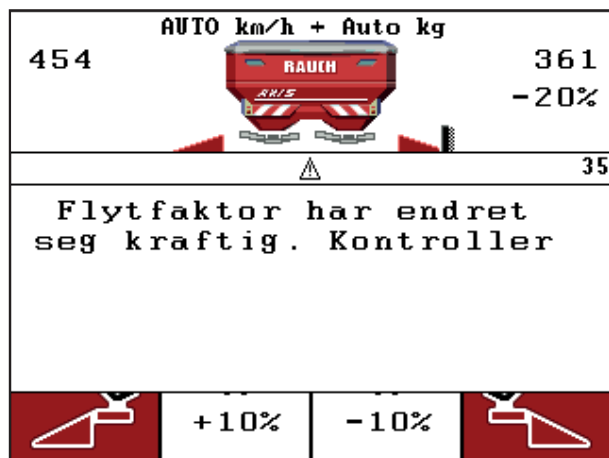 AUTO km/h + Auto kg
454
361
RAUCH
AXIS
-20%
35
Flytfaktor har endret
seg kraftig. Kontroller
+10%
-10%